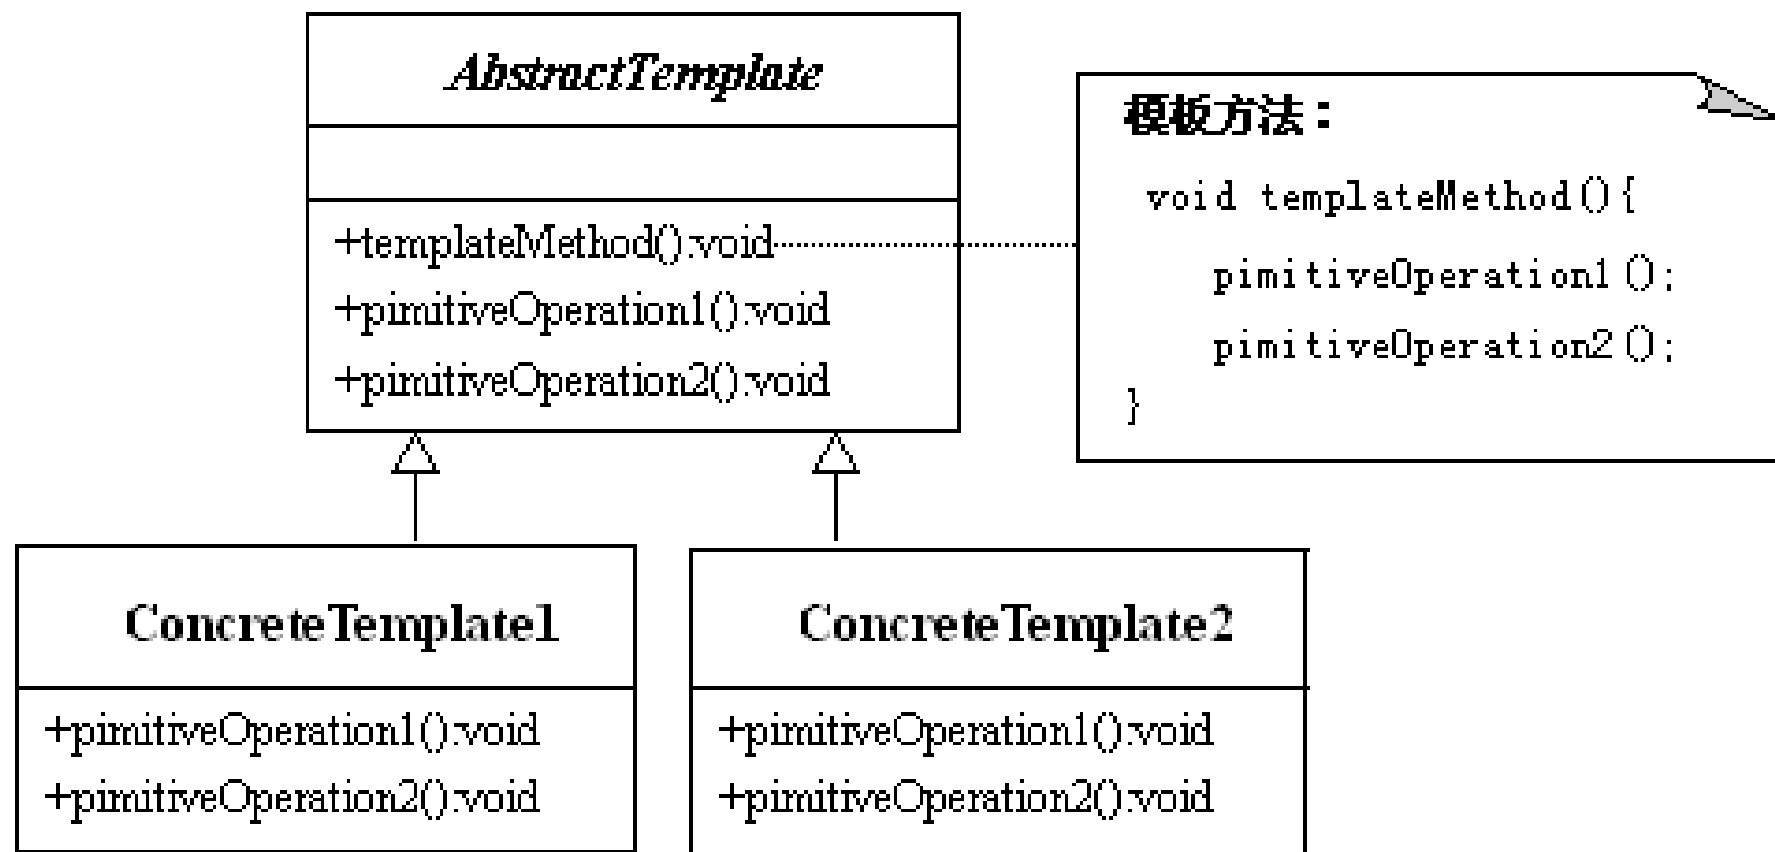 AbstractTemplate
+templateMethod():void
+pimitiveOperation1():void
+pimitiveOperation2():void
模板方法：
void templateMethod(){
pimitiveOperation1();
pimitiveOperation2();
}
ConcreteTemplate1
+pimitiveOperation1():void
+pimitiveOperation2():void
ConcreteTemplate2
+pimitiveOperation1():void
+pimitiveOperation2():void